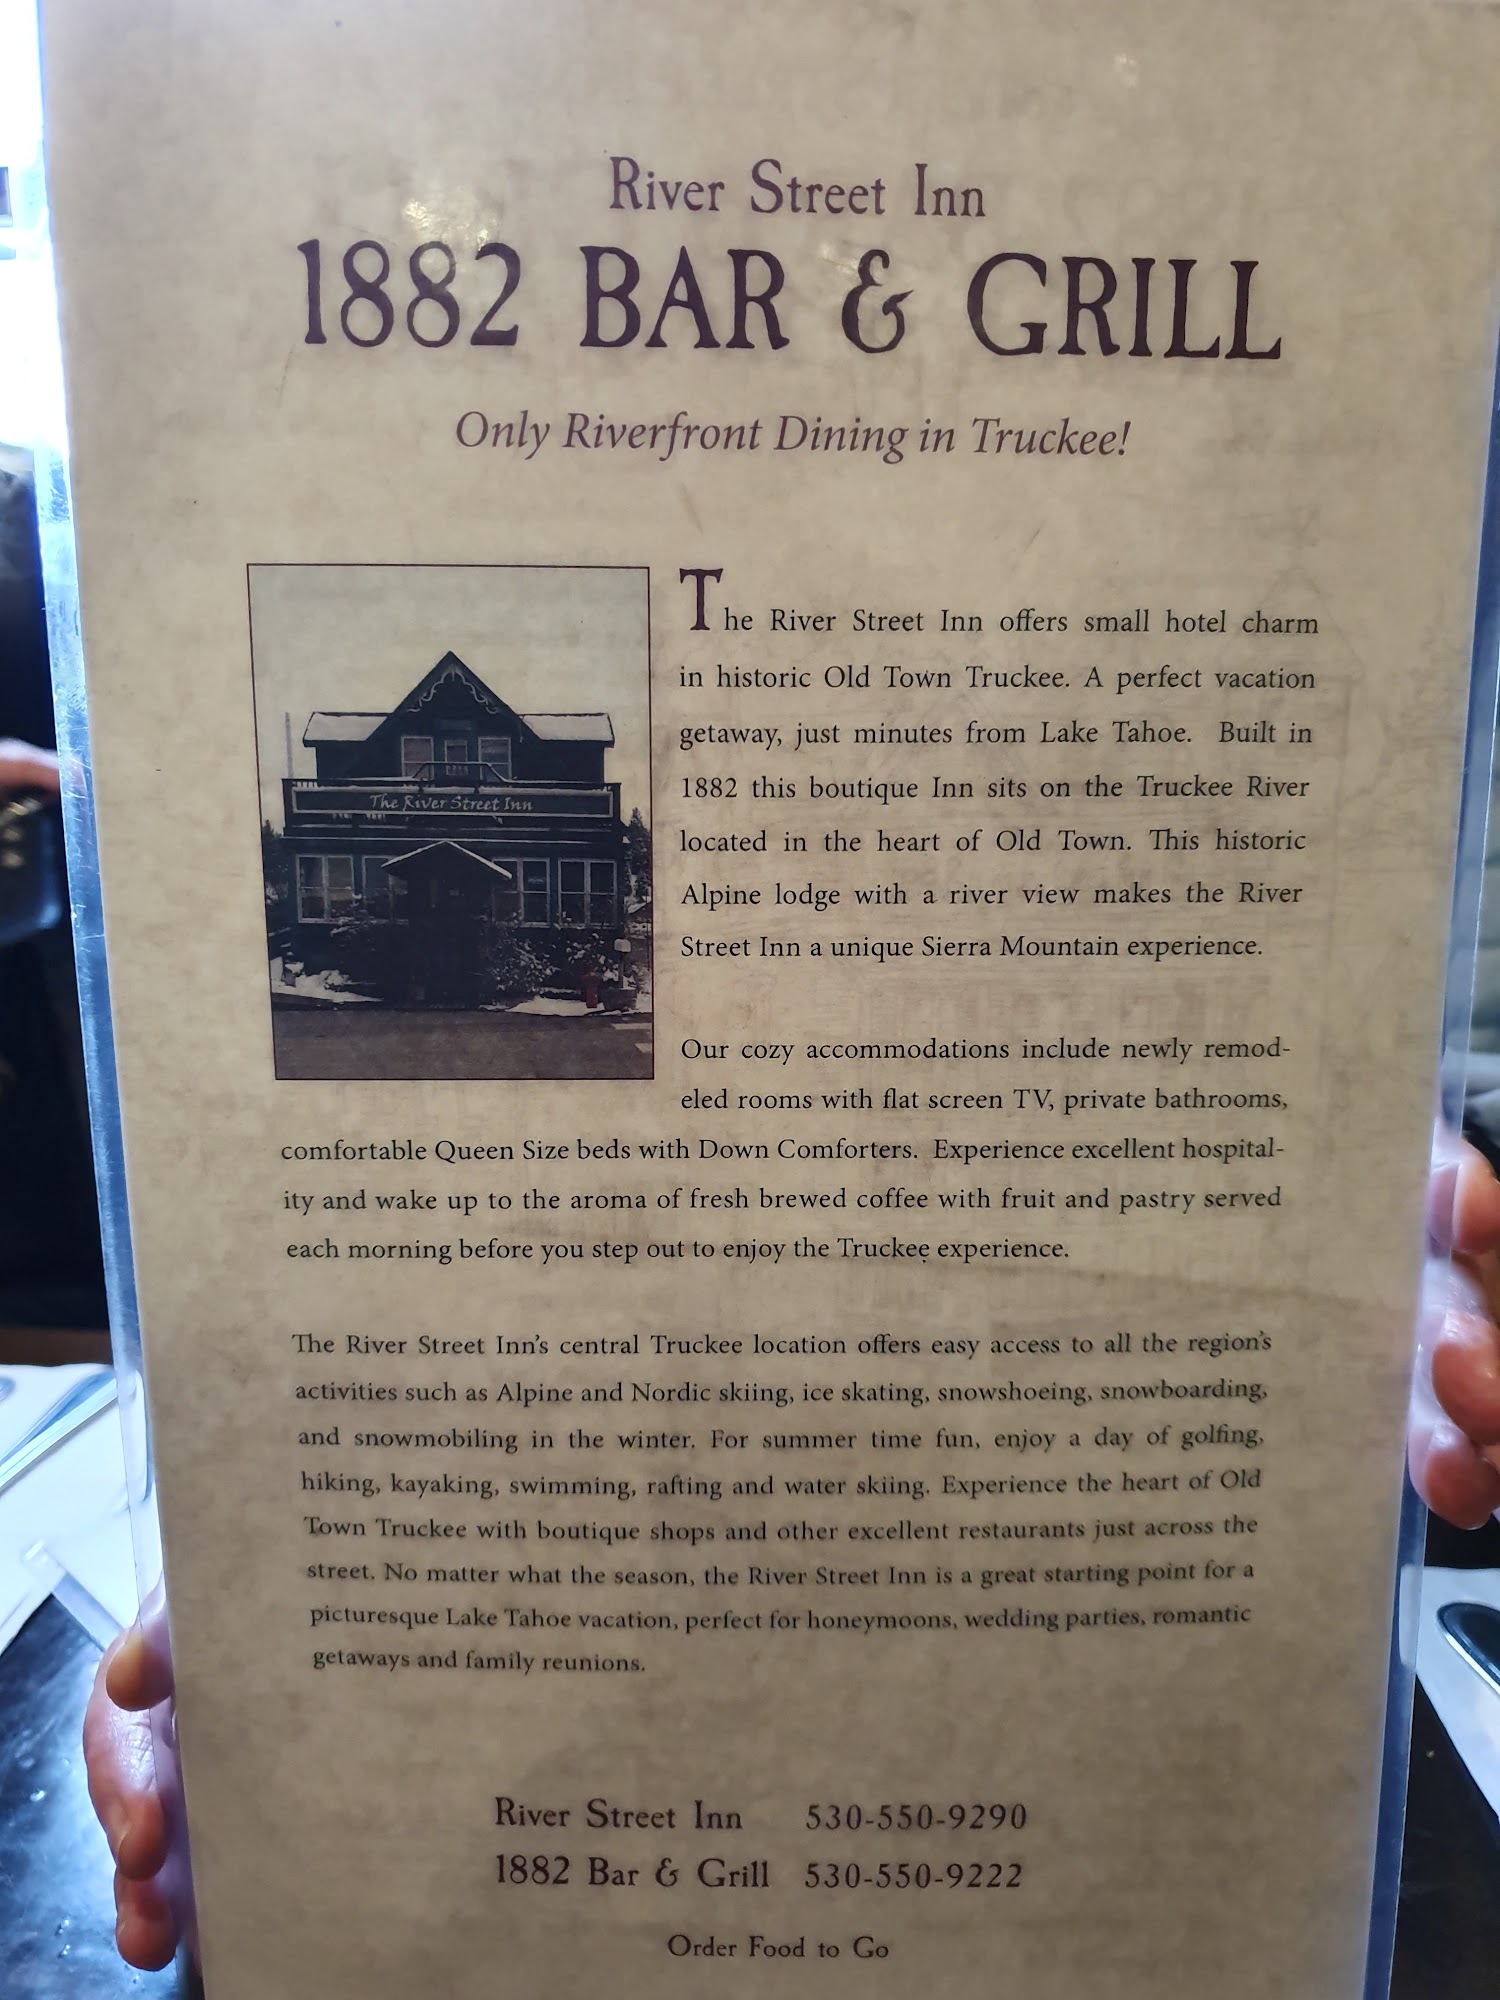 River Street Inn
1882 BAR & GRILL
Only Riverfront Dining in Truckee!
The River Street Inn
The River Street Inn offers small hotel charm
in historic Old Town Truckee. A perfect vacation
getaway, just minutes from Lake Tahoe. Built in
1882 this boutique Inn sits on the Truckee River
located in the heart of Old Town. This historic
Alpine lodge with a river view makes the River
Street Inn a unique Sierra Mountain experience.
Our cozy accommodations include newly remod-
eled rooms with flat screen TV, private bathrooms,
comfortable Queen Size beds with Down Comforters. Experience excellent hospital-
ity and wake up to the aroma of fresh brewed coffee with fruit and pastry served
each morning before you step out to enjoy the Truckee experience.
The River Street Inn's central Truckee location offers easy access to all the region's
activities such as Alpine and Nordic skiing, ice skating, snowshoeing, snowboarding,
and snowmobiling in the winter. For summer time fun, enjoy a day of golfing,
hiking, kayaking, swimming, rafting and water skiing. Experience the heart of Old
Town Truckee with boutique shops and other excellent restaurants just across the
street. No matter what the season, the River Street Inn is a great starting point for a
picturesque Lake Tahoe vacation, perfect for honeymoons, wedding parties, romantic
getaways and family reunions.
River Street Inn 530-550-9290
1882 Bar & Grill 530-550-9222
Order Food to Go